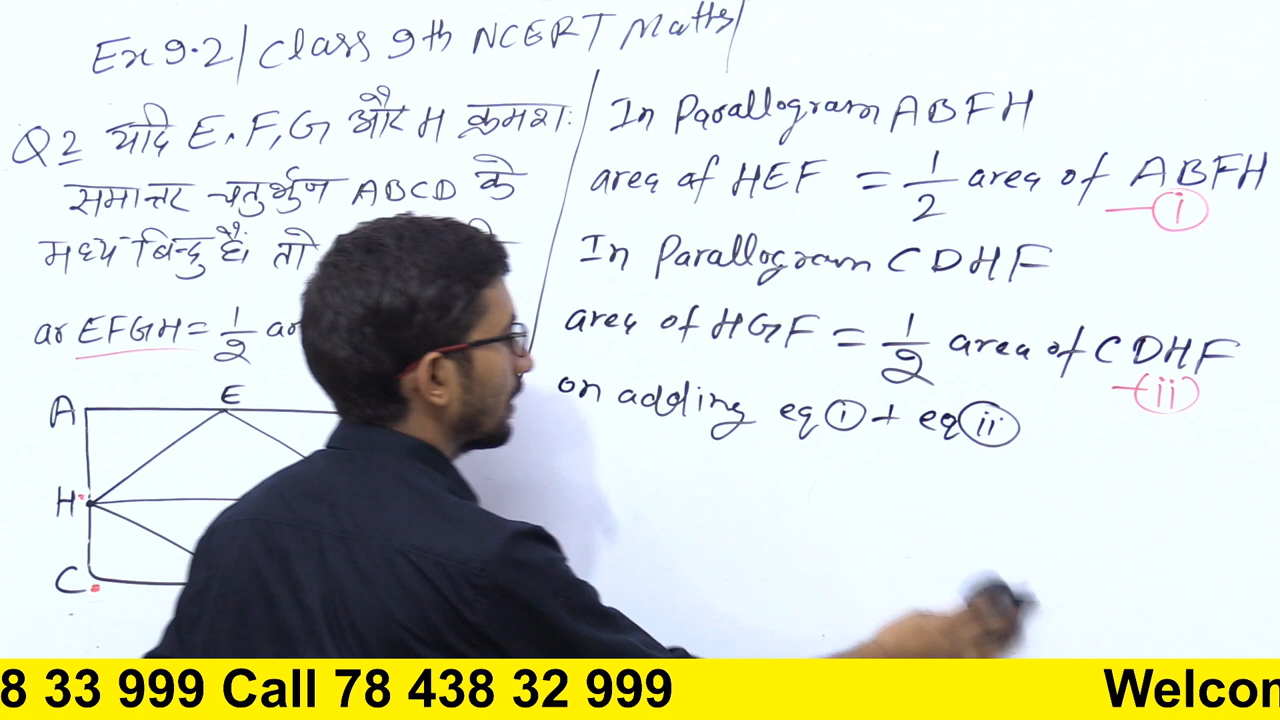 Ex 9.2 / Class 9th NCERT Maths /
Q2 यदि E, F, G और H क्रमशः
समान्तर चतुर्भुज ABCD के
मध्य बिन्दु है। तो
ar EFGH = 1/2 ar
A E
H
C
In Parallogram ABFH
area of HEF = 1/2 area of ABFH
(i)
In Parallogram CDHF
area of HGF = 1/2 area of CDHF
(ii)
on adding eq (i) + eq (ii)
8 33 999 Call 78 438 32 999 Welcon